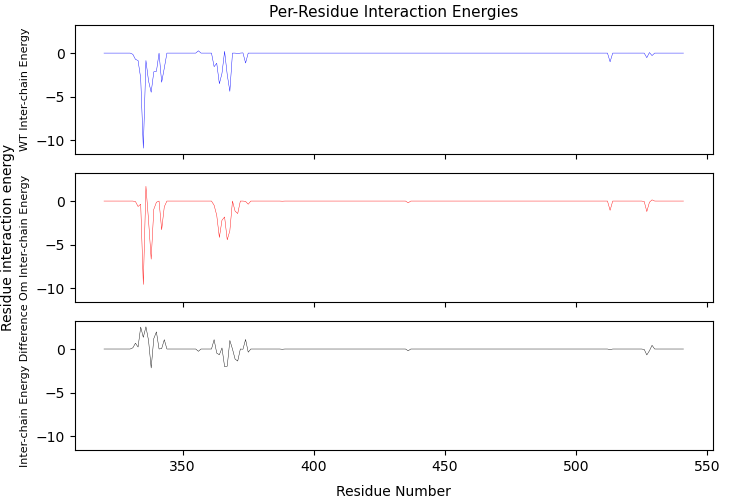 Per-Residue Interaction Energies
Residue interaction energy
WT Inter-chain Energy
0
−5
−10
Om Inter-chain Energy
0
−5
−10
Inter-chain Energy Difference
0
−5
−10
350
400
450
500
550
Residue Number